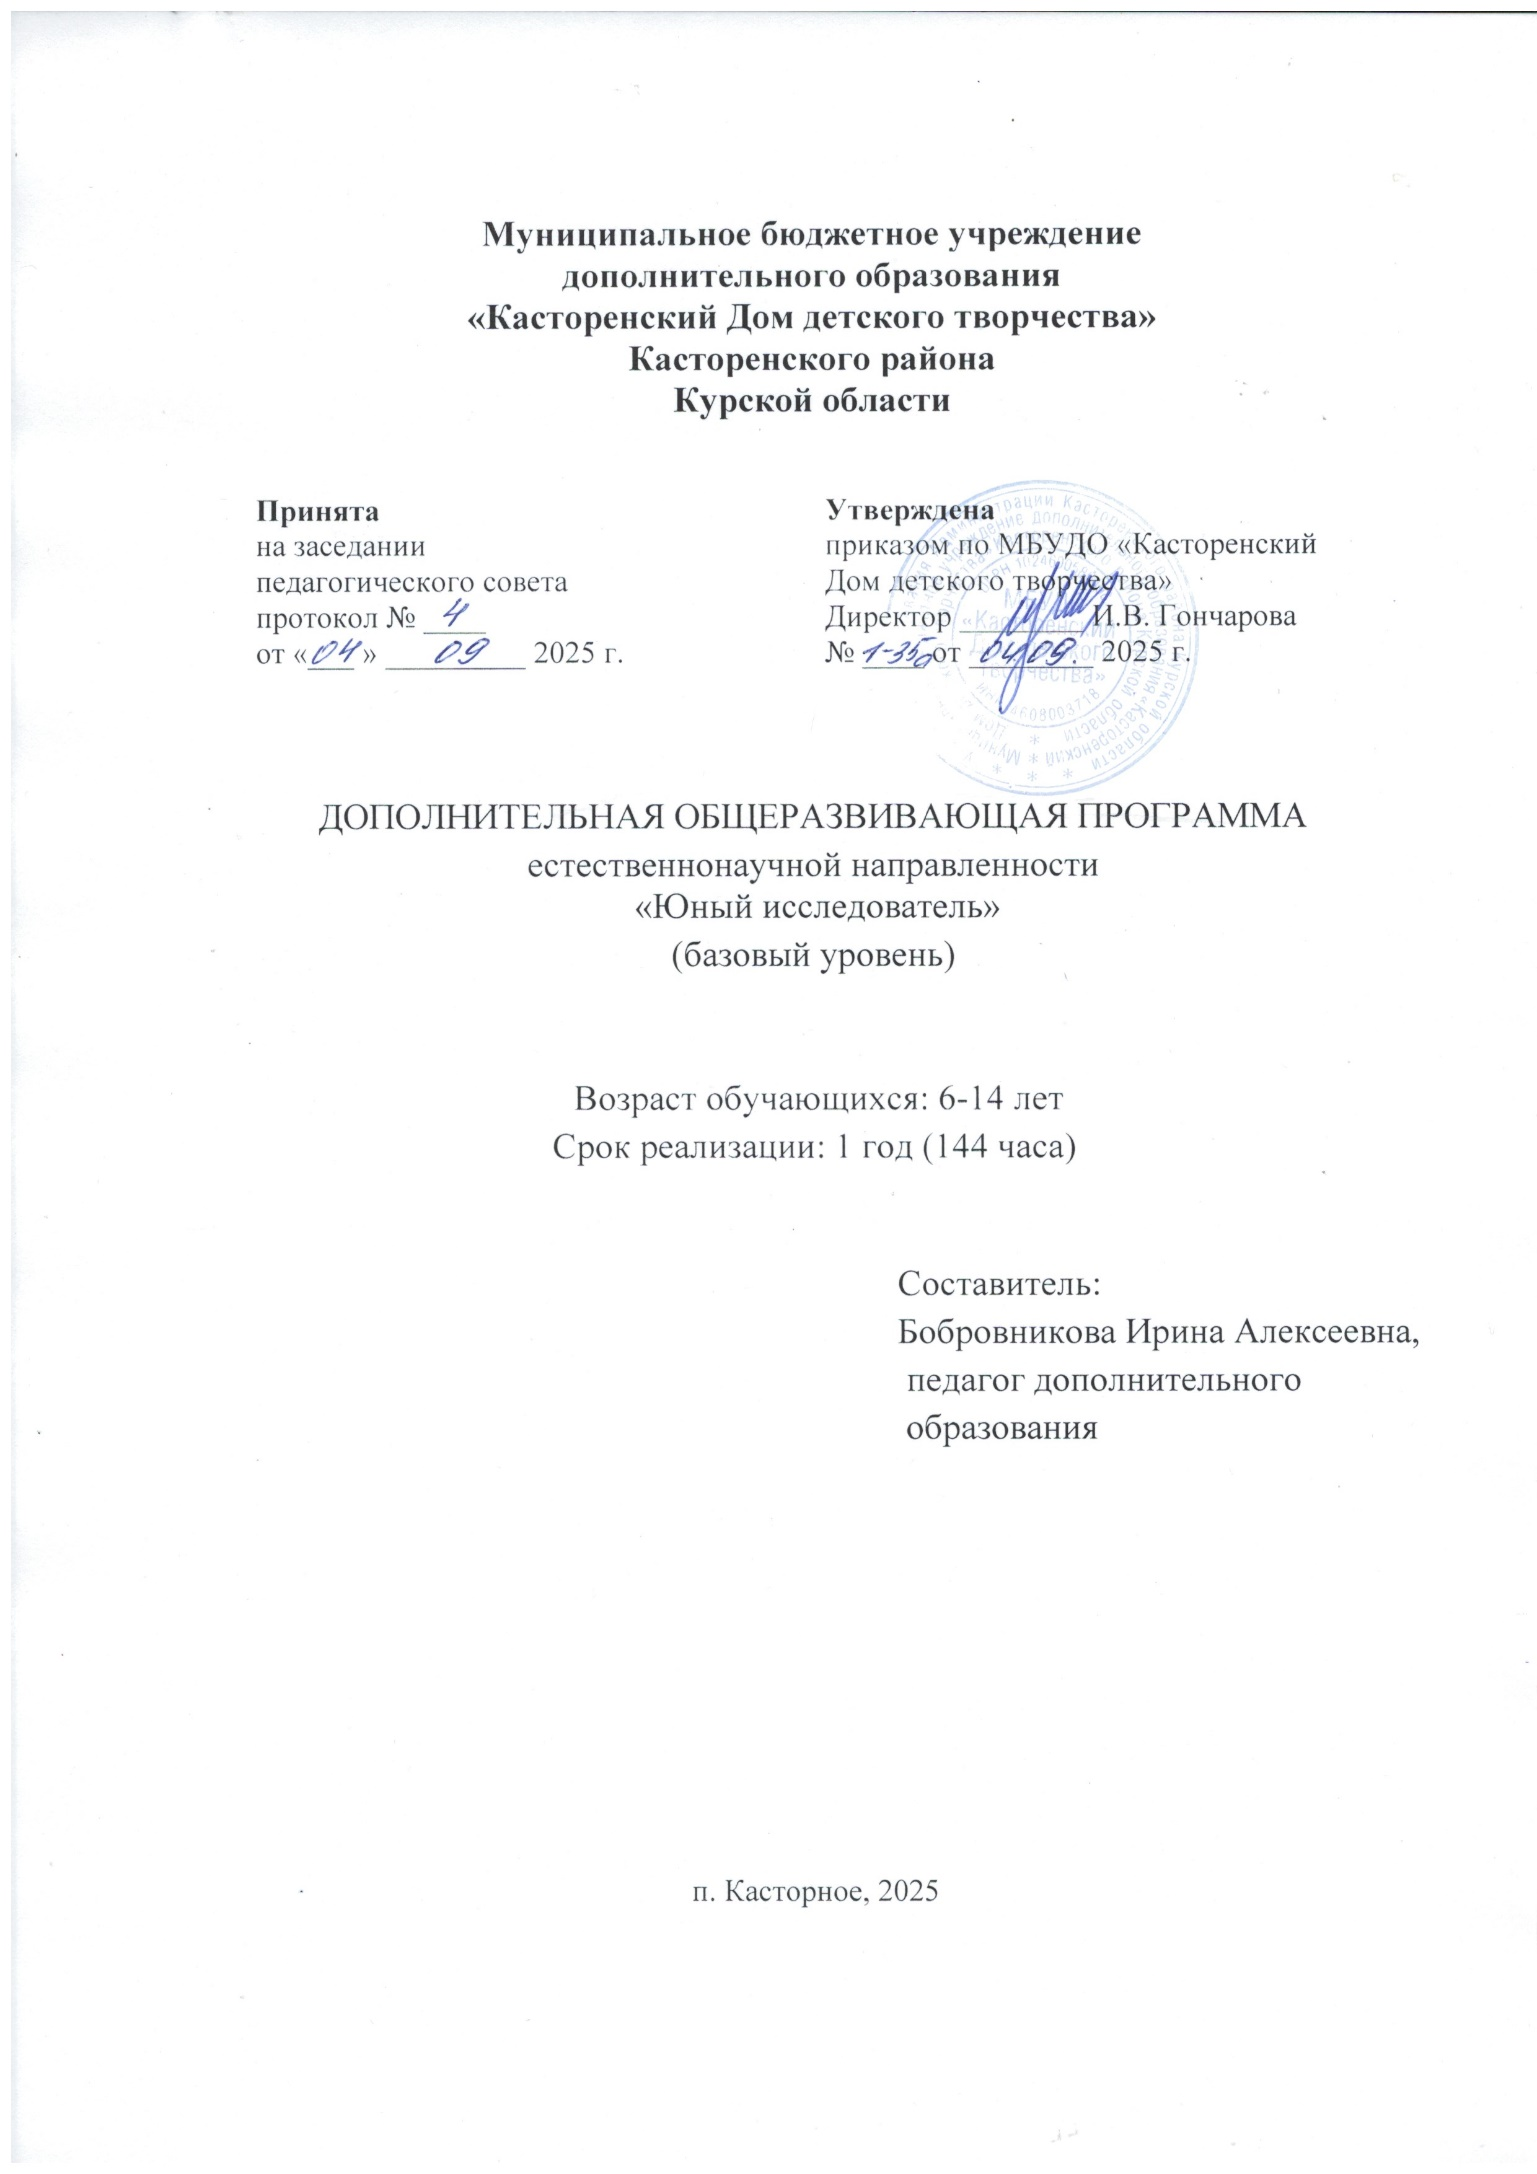 Муниципальное бюджетное учреждение
дополнительного образования
«Касторенский Дом детского творчества»
Касторенского района
Курской области
Принята
на заседании
педагогического совета
протокол № 4
от «04» 09 2025 г.
Утверждена
приказом по МБУДО «Касторенский
Дом детского творчества»
Директор И.В. Гончарова
№ 1-35 от 04.09. 2025 г.
«Касторенский
творчества»
ДОПОЛНИТЕЛЬНАЯ ОБЩЕРАЗВИВАЮЩАЯ ПРОГРАММА
естественнонаучной направленности
«Юный исследователь»
(базовый уровень)
Возраст обучающихся: 6-14 лет
Срок реализации: 1 год (144 часа)
Составитель:
Бобровникова Ирина Алексеевна,
педагог дополнительного
образования
п. Касторное, 2025